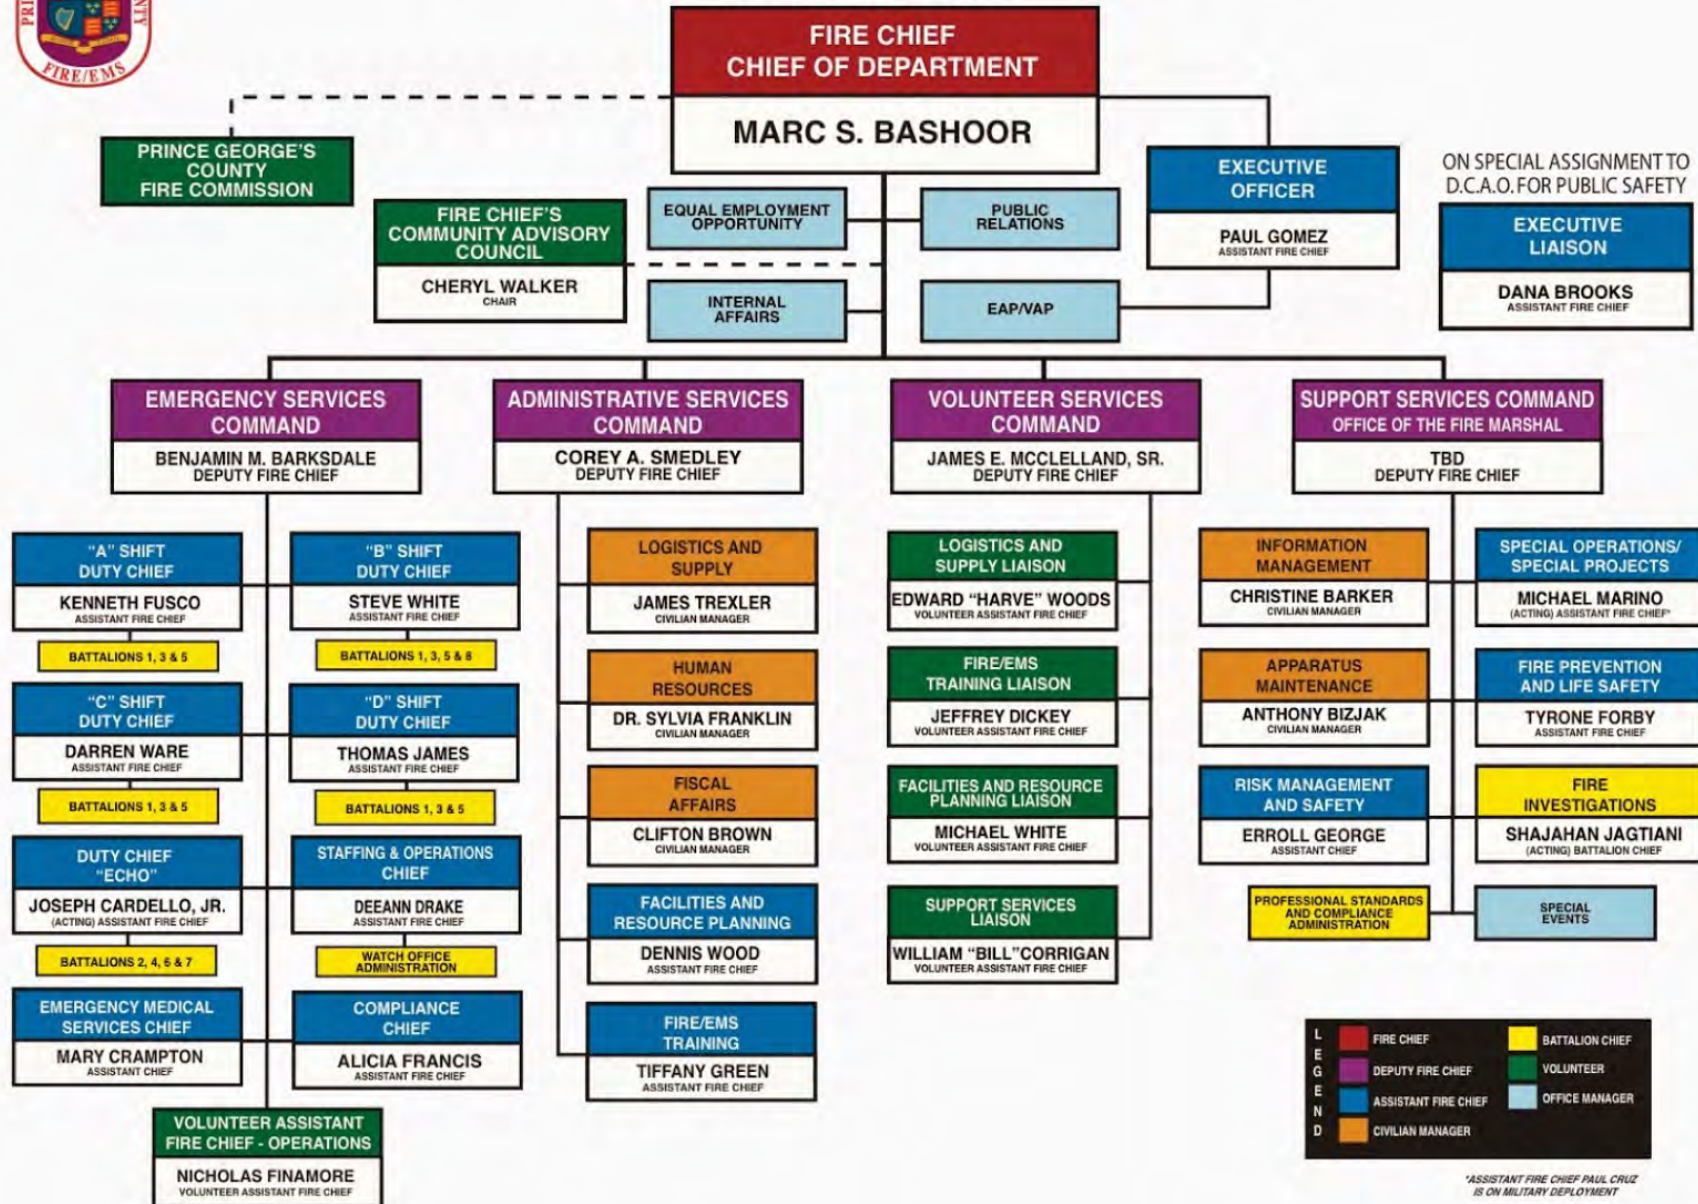 FIRE/EMS
FIRE CHIEF
CHIEF OF DEPARTMENT
MARC S. BASHOOR
PRINCE GEORGE'S
COUNTY
FIRE COMMISSION
FIRE CHIEF'S
COMMUNITY ADVISORY
COUNCIL
CHERYL WALKER
CHAIR
EQUAL EMPLOYMENT
OPPORTUNITY
PUBLIC
RELATIONS
INTERNAL
AFFAIRS
EAP/VAP
EXECUTIVE
OFFICER
PAUL GOMEZ
ASSISTANT FIRE CHIEF
ON SPECIAL ASSIGNMENT TO
D.C.A.O. FOR PUBLIC SAFETY
EXECUTIVE
LIAISON
DANA BROOKS
ASSISTANT FIRE CHIEF
EMERGENCY SERVICES
COMMAND
BENJAMIN M. BARKSDALE
DEPUTY FIRE CHIEF
"A" SHIFT
DUTY CHIEF
KENNETH FUSCO
ASSISTANT FIRE CHIEF
BATTALIONS 1, 3 & 5
"B" SHIFT
DUTY CHIEF
STEVE WHITE
ASSISTANT FIRE CHIEF
BATTALIONS 1, 3, 5 & 8
"C" SHIFT
DUTY CHIEF
DARREN WARE
ASSISTANT FIRE CHIEF
BATTALIONS 1, 3 & 5
"D" SHIFT
DUTY CHIEF
THOMAS JAMES
ASSISTANT FIRE CHIEF
BATTALIONS 1, 3 & 5
DUTY CHIEF
"ECHO"
JOSEPH CARDELLO, JR.
(ACTING) ASSISTANT FIRE CHIEF
BATTALIONS 2, 4, 6 & 7
STAFFING & OPERATIONS
CHIEF
DEEANN DRAKE
ASSISTANT FIRE CHIEF
WATCH OFFICE
ADMINISTRATION
EMERGENCY MEDICAL
SERVICES CHIEF
MARY CRAMPTON
ASSISTANT CHIEF
COMPLIANCE
CHIEF
ALICIA FRANCIS
ASSISTANT FIRE CHIEF
VOLUNTEER ASSISTANT
FIRE CHIEF - OPERATIONS
NICHOLAS FINAMORE
VOLUNTEER ASSISTANT FIRE CHIEF
ADMINISTRATIVE SERVICES
COMMAND
COREY A. SMEDLEY
DEPUTY FIRE CHIEF
LOGISTICS AND
SUPPLY
JAMES TREXLER
CIVILIAN MANAGER
HUMAN
RESOURCES
DR. SYLVIA FRANKLIN
CIVILIAN MANAGER
FISCAL
AFFAIRS
CLIFTON BROWN
CIVILIAN MANAGER
FACILITIES AND
RESOURCE PLANNING
DENNIS WOOD
ASSISTANT FIRE CHIEF
FIRE/EMS
TRAINING
TIFFANY GREEN
ASSISTANT FIRE CHIEF
VOLUNTEER SERVICES
COMMAND
JAMES E. MCCLELLAND, SR.
DEPUTY FIRE CHIEF
LOGISTICS AND
SUPPLY LIAISON
EDWARD "HARVE" WOODS
VOLUNTEER ASSISTANT FIRE CHIEF
FIRE/EMS
TRAINING LIAISON
JEFFREY DICKEY
VOLUNTEER ASSISTANT FIRE CHIEF
FACILITIES AND RESOURCE
PLANNING LIAISON
MICHAEL WHITE
VOLUNTEER ASSISTANT FIRE CHIEF
SUPPORT SERVICES
LIAISON
WILLIAM "BILL"CORRIGAN
VOLUNTEER ASSISTANT FIRE CHIEF
SUPPORT SERVICES COMMAND
OFFICE OF THE FIRE MARSHAL
TBD
DEPUTY FIRE CHIEF
INFORMATION
MANAGEMENT
CHRISTINE BARKER
CIVILIAN MANAGER
SPECIAL OPERATIONS/
SPECIAL PROJECTS
MICHAEL MARINO
(ACTING) ASSISTANT FIRE CHIEF*
APPARATUS
MAINTENANCE
ANTHONY BIZJAK
CIVILIAN MANAGER
FIRE PREVENTION
AND LIFE SAFETY
TYRONE FORBY
ASSISTANT FIRE CHIEF
RISK MANAGEMENT
AND SAFETY
ERROLL GEORGE
ASSISTANT CHIEF
FIRE
INVESTIGATIONS
SHAJAHAN JAGTIANI
(ACTING) BATTALION CHIEF
PROFESSIONAL STANDARDS
AND COMPLIANCE
ADMINISTRATION
SPECIAL
EVENTS
LEGEND
FIRE CHIEF
DEPUTY FIRE CHIEF
ASSISTANT FIRE CHIEF
CIVILIAN MANAGER
BATTALION CHIEF
VOLUNTEER
OFFICE MANAGER
*ASSISTANT FIRE CHIEF PAUL CRUZ
IS ON MILITARY DEPLOYMENT